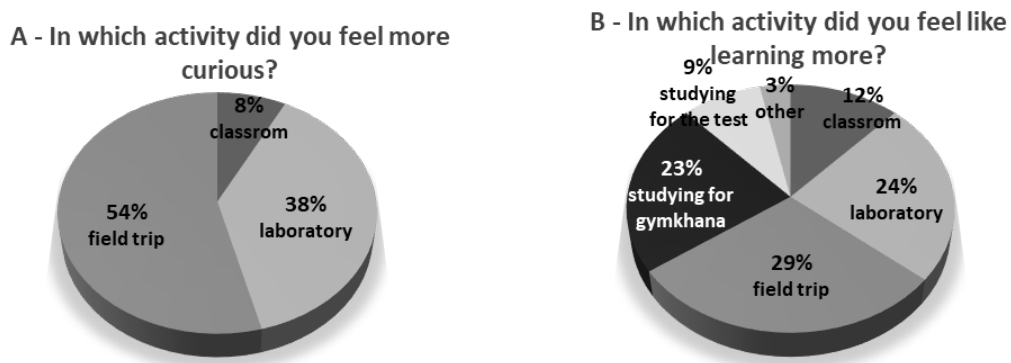 A - In which activity did you feel more
curious?
8%
classrom
38%
laboratory
54%
field trip
B - In which activity did you feel like
learning more?
9%
studying
for the test
3%
other
12%
classrom
24%
laboratory
23%
studying for
gymkhana
29%
field trip